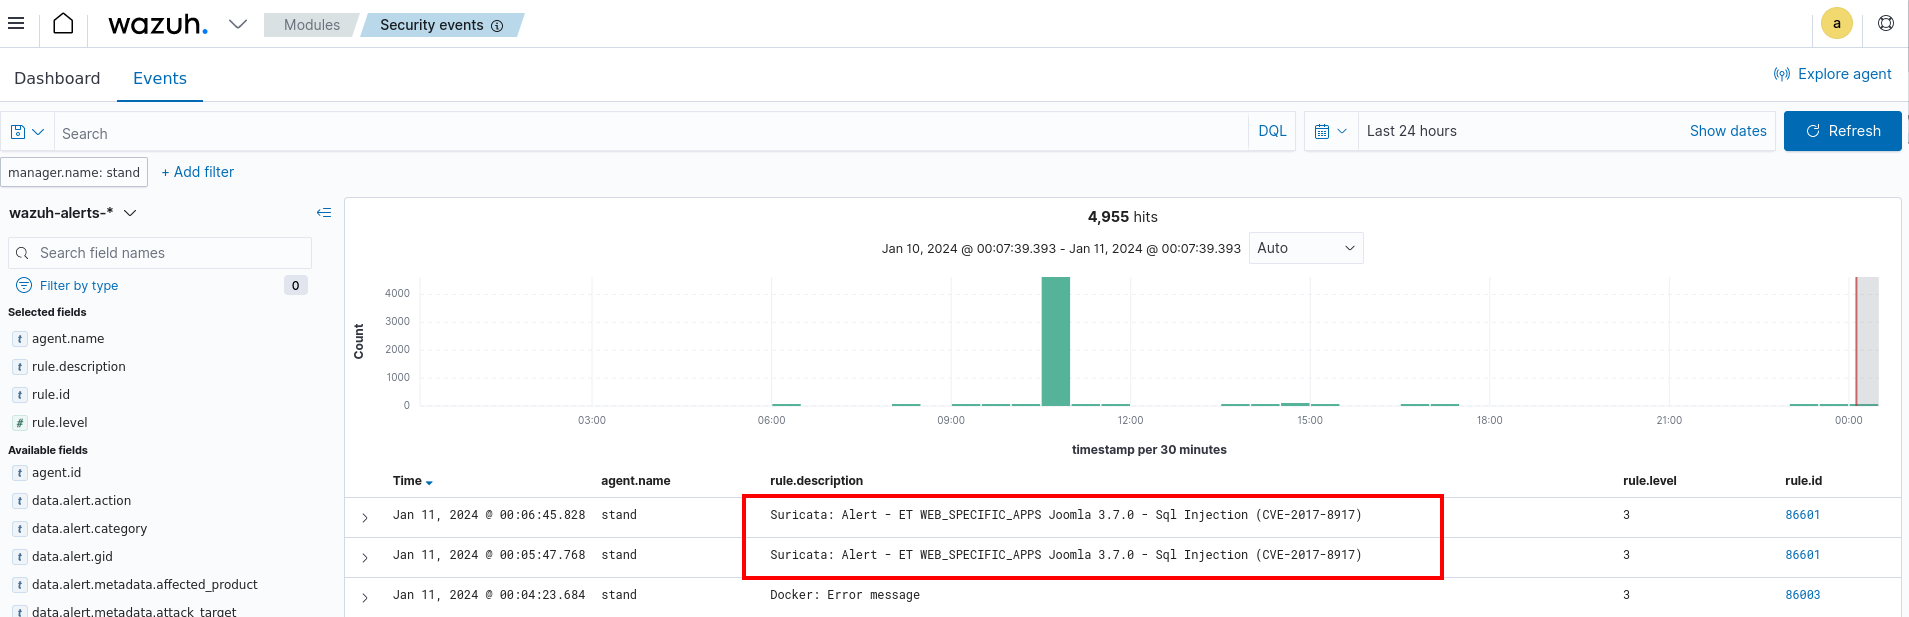 wazuh.
Modules
Security events
a
Dashboard
Events
Explore agent
Search
DQL
Last 24 hours
Show dates
Refresh
manager.name: stand
+ Add filter
wazuh-alerts-*
Search field names
Filter by type
0
Selected fields
t agent.name
t rule.description
t rule.id
# rule.level
Available fields
t agent.id
t data.alert.action
t data.alert.category
t data.alert.gid
t data.alert.metadata.affected_product
t data.alert.metadata.attack_target
4,955 hits
Jan 10, 2024 @ 00:07:39.393 - Jan 11, 2024 @ 00:07:39.393
Auto
Count
4000
3000
2000
1000
0
03:00 06:00 09:00 12:00 15:00 18:00 21:00 00:00
timestamp per 30 minutes
Time agent.name rule.description rule.level rule.id
Jan 11, 2024 @ 00:06:45.828 stand Suricata: Alert - ET WEB_SPECIFIC_APPS Joomla 3.7.0 - Sql Injection (CVE-2017-8917) 3 86601
Jan 11, 2024 @ 00:05:47.768 stand Suricata: Alert - ET WEB_SPECIFIC_APPS Joomla 3.7.0 - Sql Injection (CVE-2017-8917) 3 86601
Jan 11, 2024 @ 00:04:23.684 stand Docker: Error message 3 86003